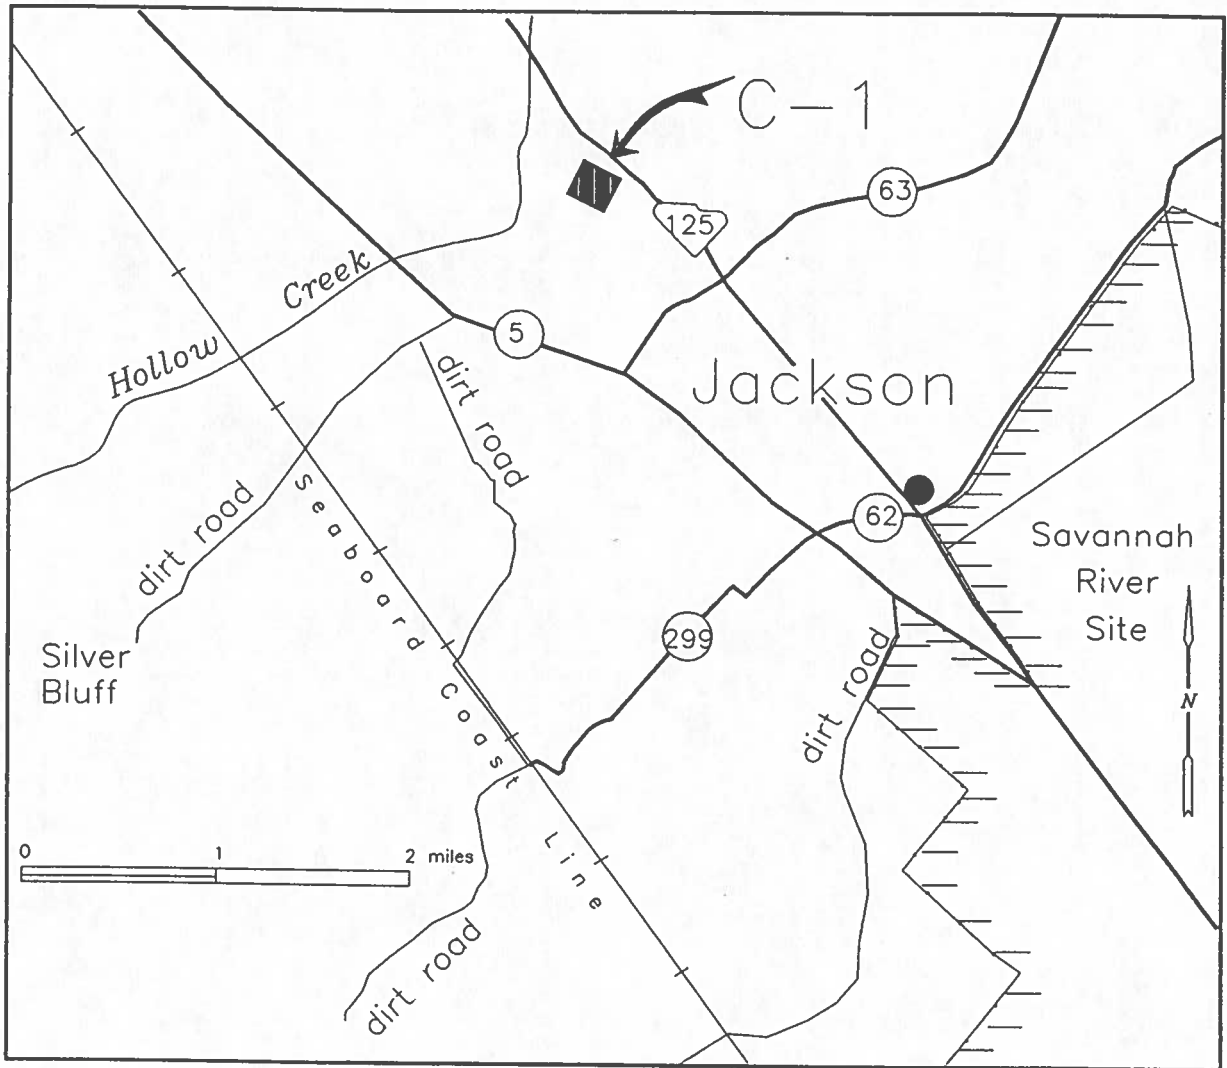 C-1
63
125
Hollow Creek
5
dirt road
Jackson
dirt road
62
Savannah
River
Site
Seaboard Coast Line
299
dirt road
Silver
Bluff
N
0 1 2 miles
dirt road